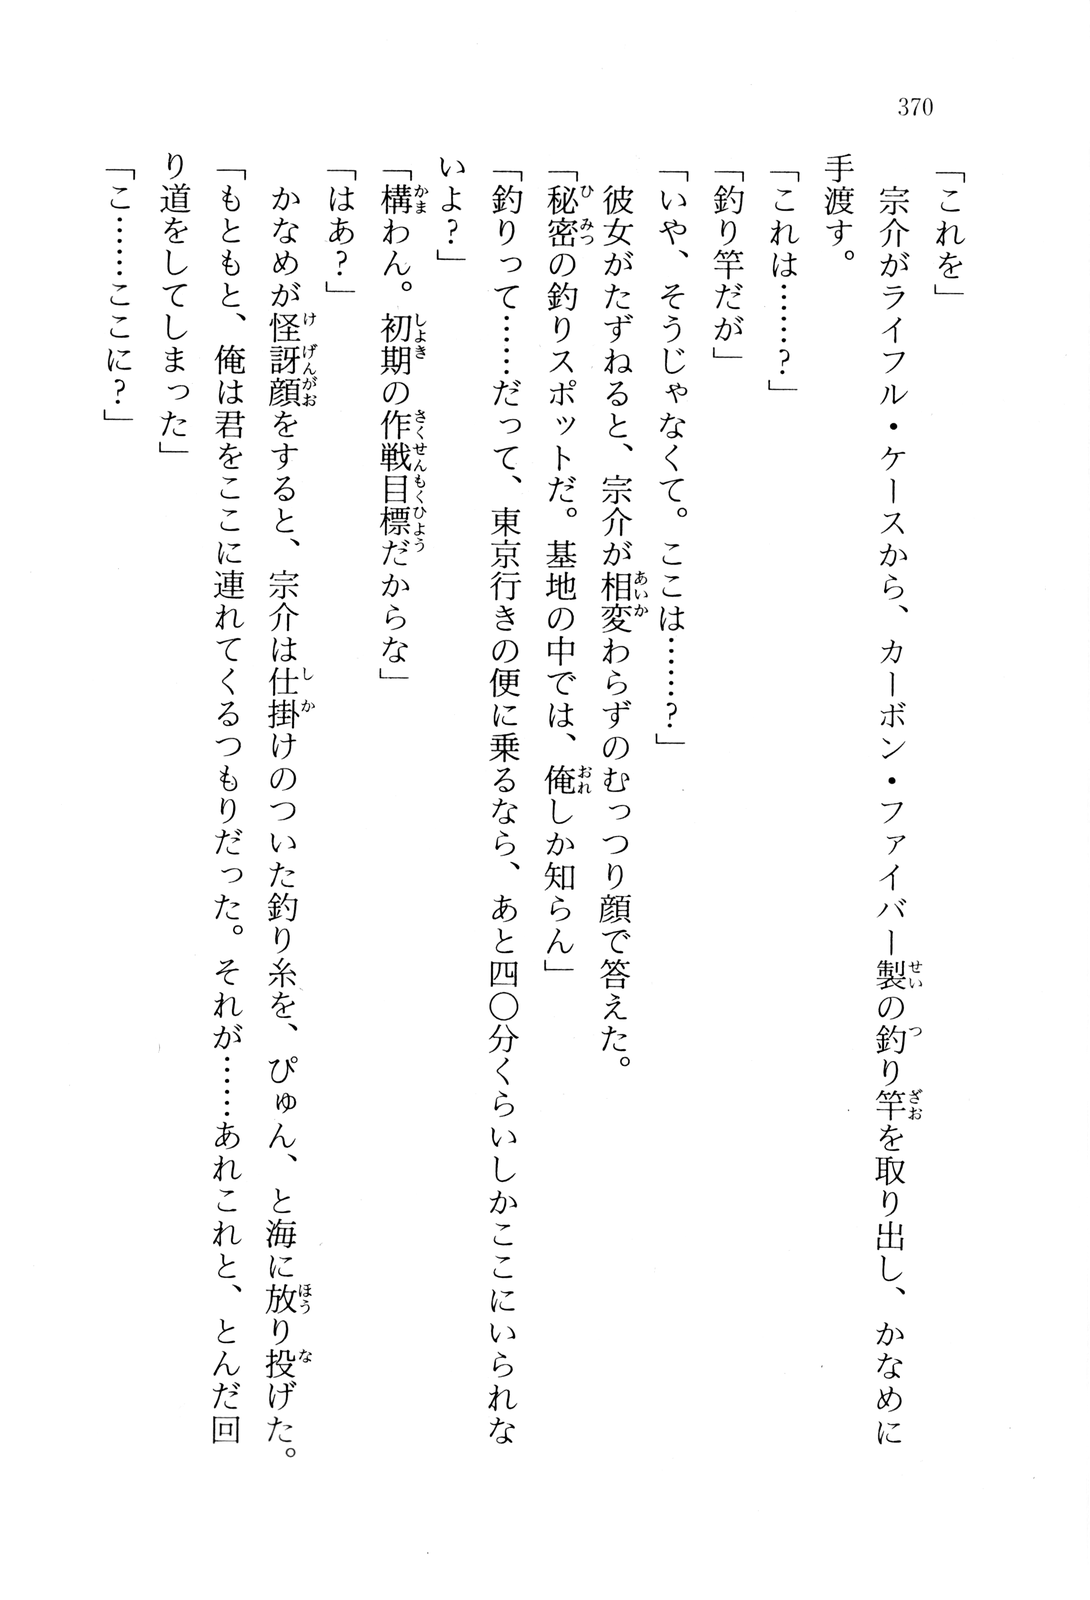 370
「これを」
宗介がライフル・ケースから、カーボン・ファイバー製の釣り竿を取り出し、かなめに
手渡す。
「これは……？」
「釣り竿だが」
「いや、そうじゃなくて。ここは……？」
彼女がたずねると、宗介が相変わらずのむっつり顔で答えた。
「秘密の釣りスポットだ。基地の中では、俺しか知らん」
「釣りって……だって、東京行きの便に乗るなら、あと四〇分くらいしかここにいられな
いよ？」
「構わん。初期の作戦目標だからな」
「はあ？」
かなめが怪訝顔をすると、宗介は仕掛けのついた釣り糸を、ぴゅん、と海に放り投げた。
「もともと、俺は君をここに連れてくるつもりだった。それが……あれこれと、とんだ回
り道をしてしまった」
「こ……ここに？」